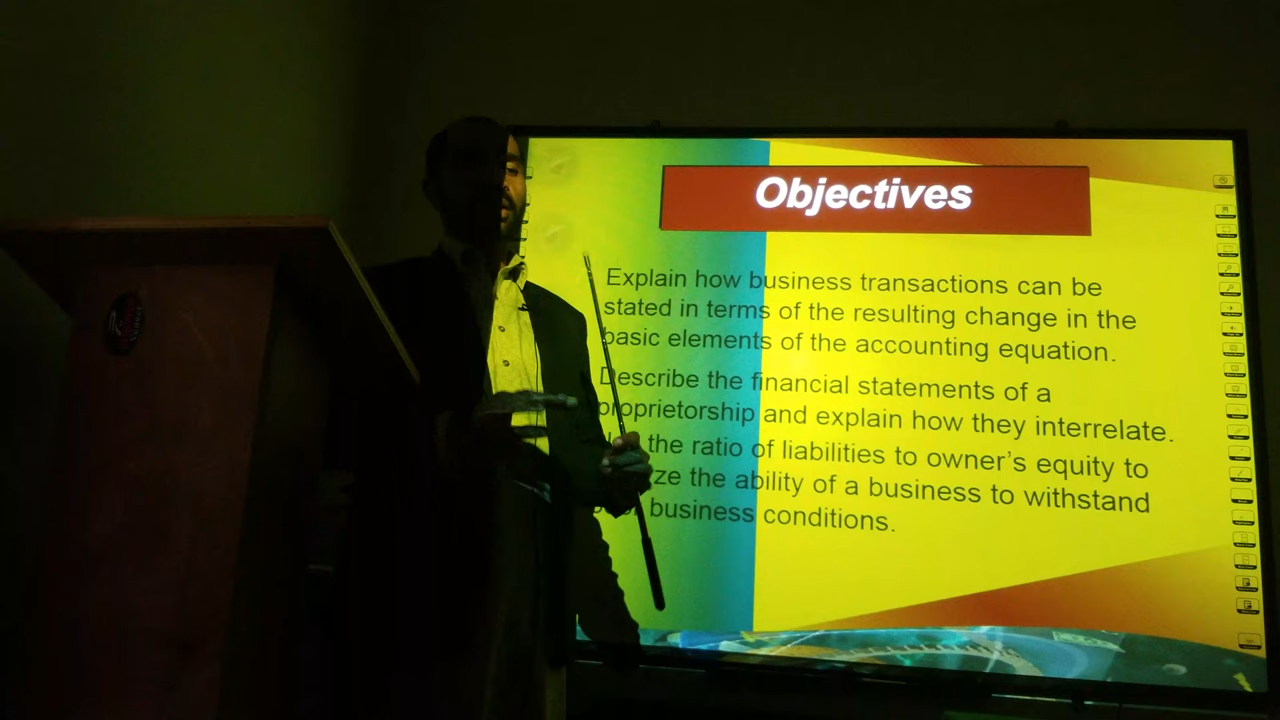 Objectives
Explain how business transactions can be
stated in terms of the resulting change in the
basic elements of the accounting equation.
Describe the financial statements of a
proprietorship and explain how they interrelate.
the ratio of liabilities to owner's equity to
ze the ability of a business to withstand
business conditions.